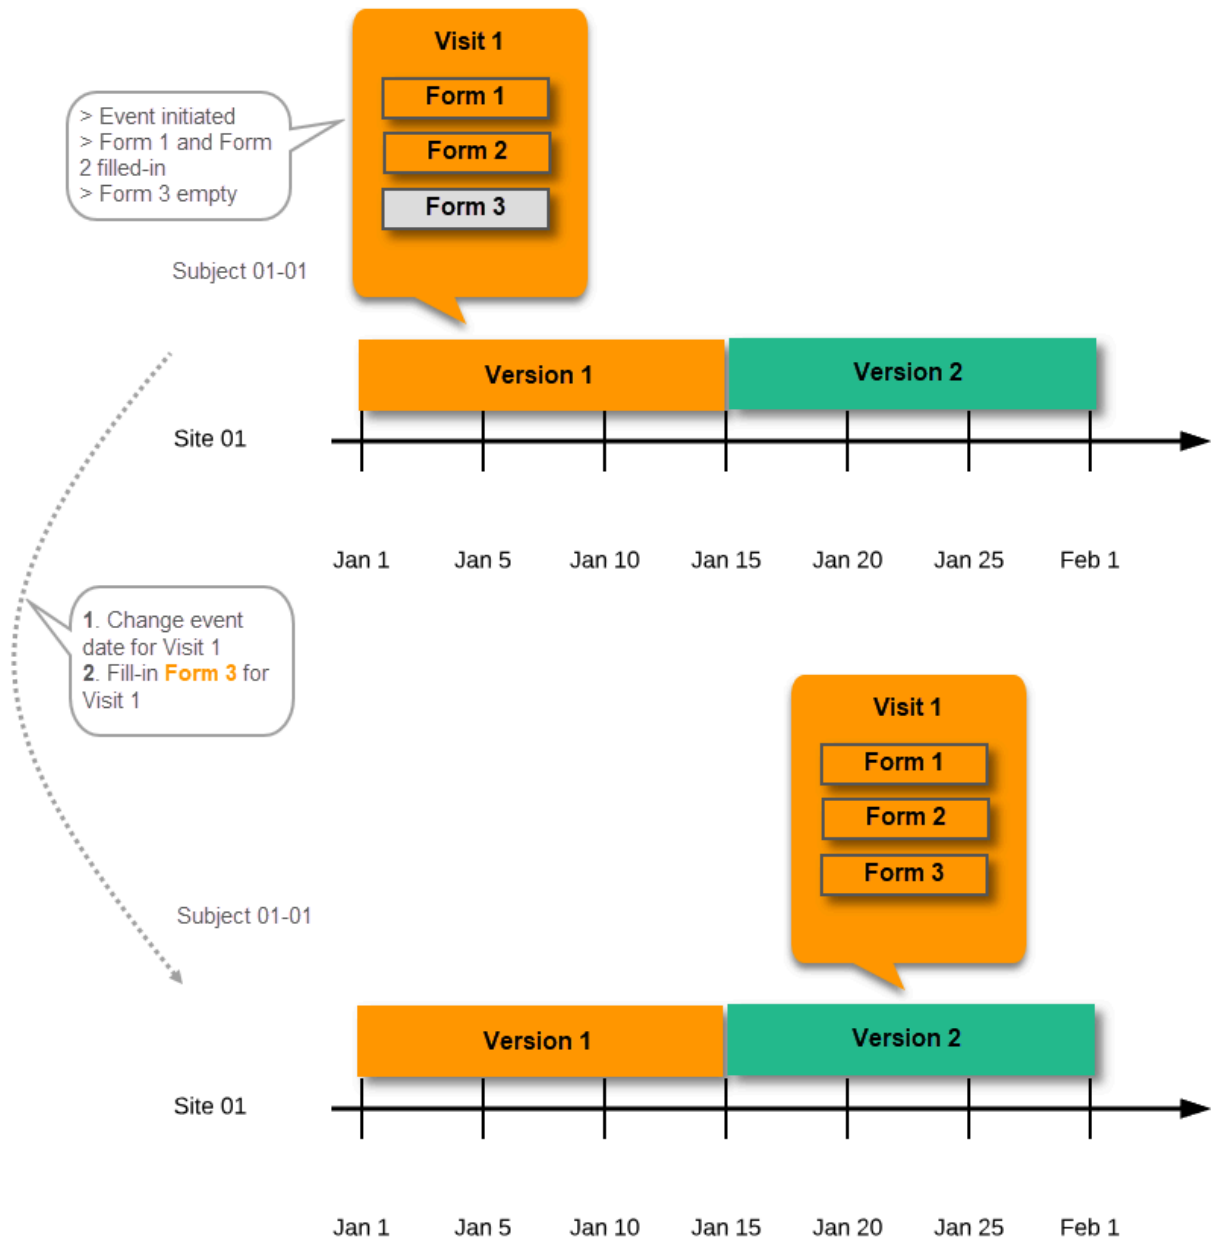 Visit 1
Form 1
Form 2
Form 3
> Event initiated
> Form 1 and Form
2 filled-in
> Form 3 empty
Subject 01-01
Version 1
Version 2
Site 01
Jan 1 Jan 5 Jan 10 Jan 15 Jan 20 Jan 25 Feb 1
1. Change event
date for Visit 1
2. Fill-in Form 3 for
Visit 1
Visit 1
Form 1
Form 2
Form 3
Subject 01-01
Version 1
Version 2
Site 01
Jan 1 Jan 5 Jan 10 Jan 15 Jan 20 Jan 25 Feb 1